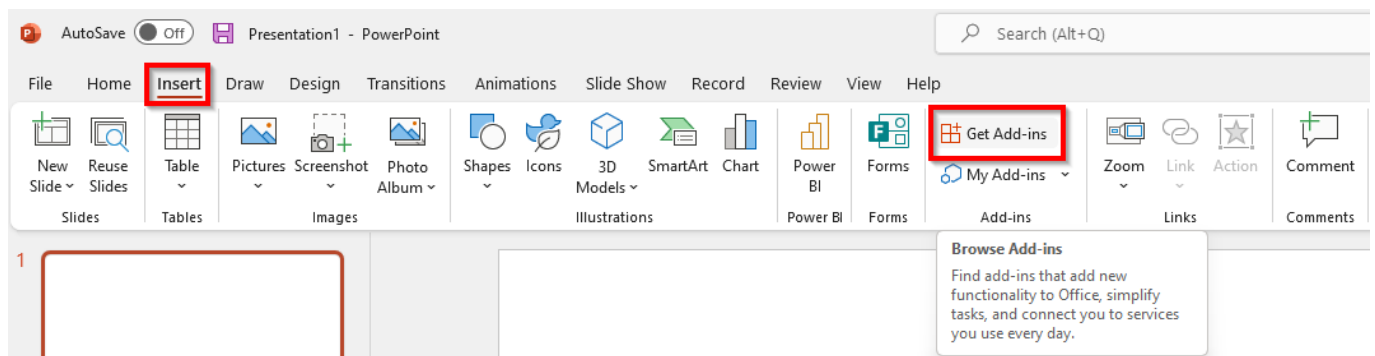 AutoSave Off Presentation1 - PowerPoint Search (Alt+Q)
File Home Insert Draw Design Transitions Animations Slide Show Record Review View Help
New Slide Reuse Slides Table Pictures Screenshot Photo Album Shapes Icons 3D Models SmartArt Chart Power BI Forms Get Add-ins My Add-ins Zoom Link Action Comment
Slides Tables Images Illustrations Power BI Forms Add-ins Links Comments
1
Browse Add-ins
Find add-ins that add new
functionality to Office, simplify
tasks, and connect you to services
you use every day.